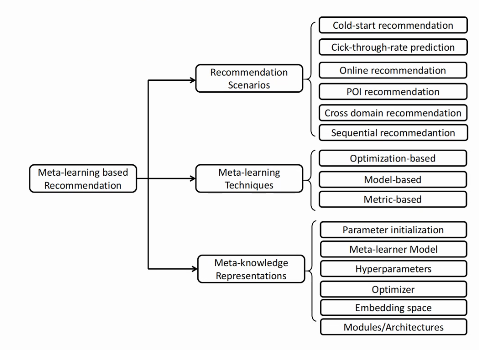 Cold-start recommendation
Cick-through-rate prediction
Recommendation
Scenarios
Online recommendation
POI recommendation
Cross domain recommendation
Sequential recommedantion
Meta-learning based
Recommendation
Meta-learning
Techniques
Optimization-based
Model-based
Metric-based
Meta-knowledge
Representations
Parameter initialization
Meta-learner Model
Hyperparameters
Optimizer
Embedding space
Modules/Architectures